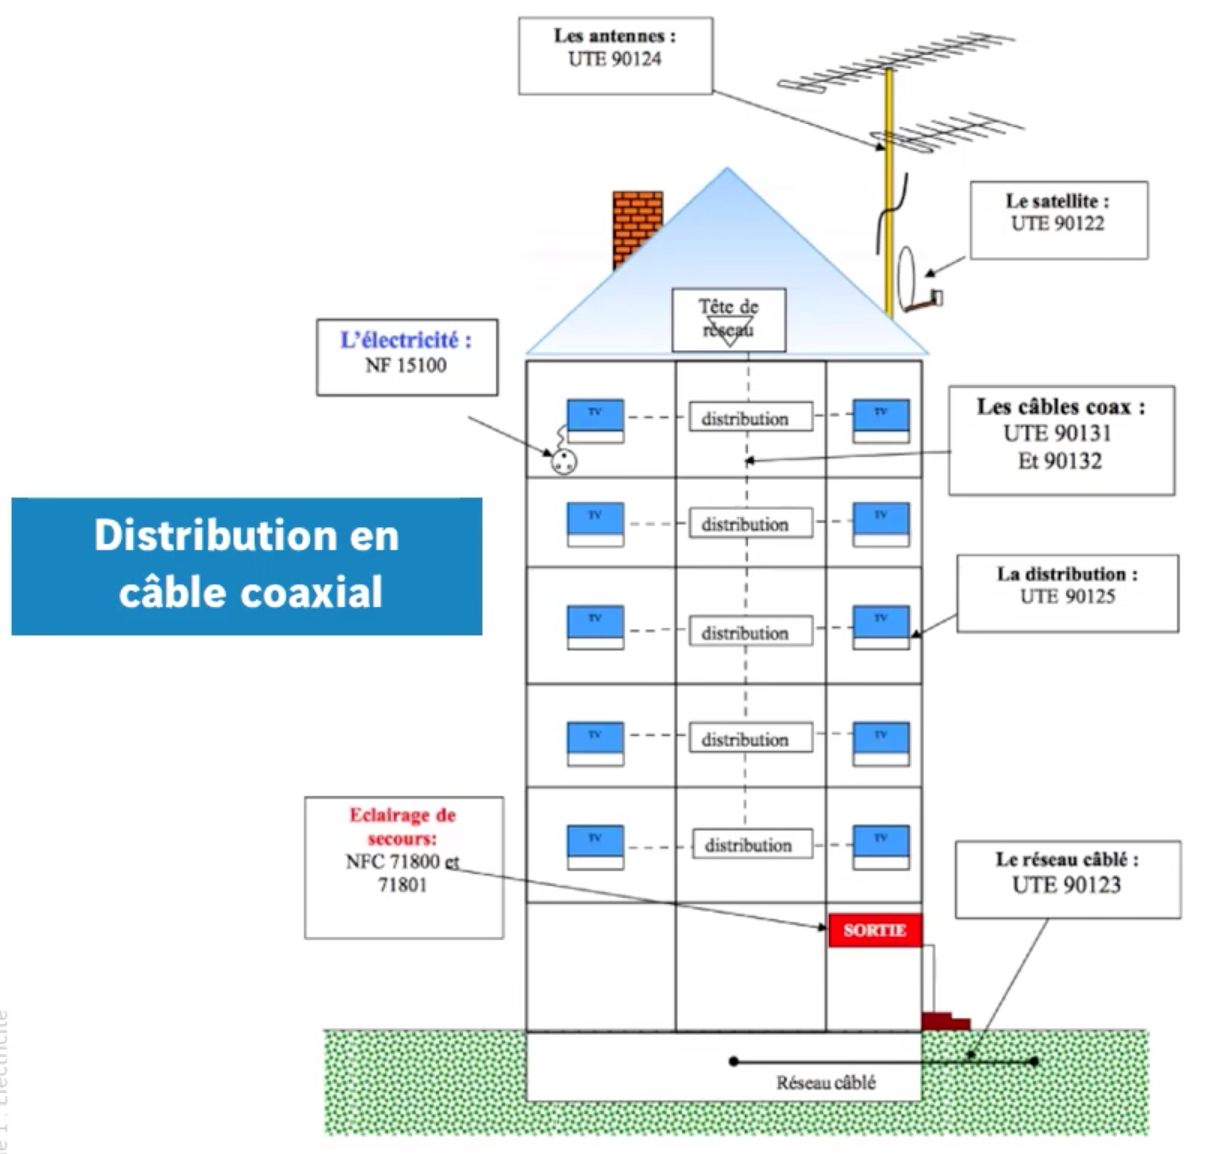 Les antennes :
UTE 90124
Le satellite :
UTE 90122
Tête de
réseau
L'électricité :
NF 15100
TV
distribution
TV
Les câbles coax :
UTE 90131
Et 90132
Distribution en
câble coaxial
TV
distribution
TV
La distribution :
UTE 90125
TV
distribution
TV
TV
distribution
TV
Eclairage de
secours:
NFC 71800 et
71801
TV
distribution
TV
Le réseau câblé :
UTE 90123
SORTIE
Réseau câblé